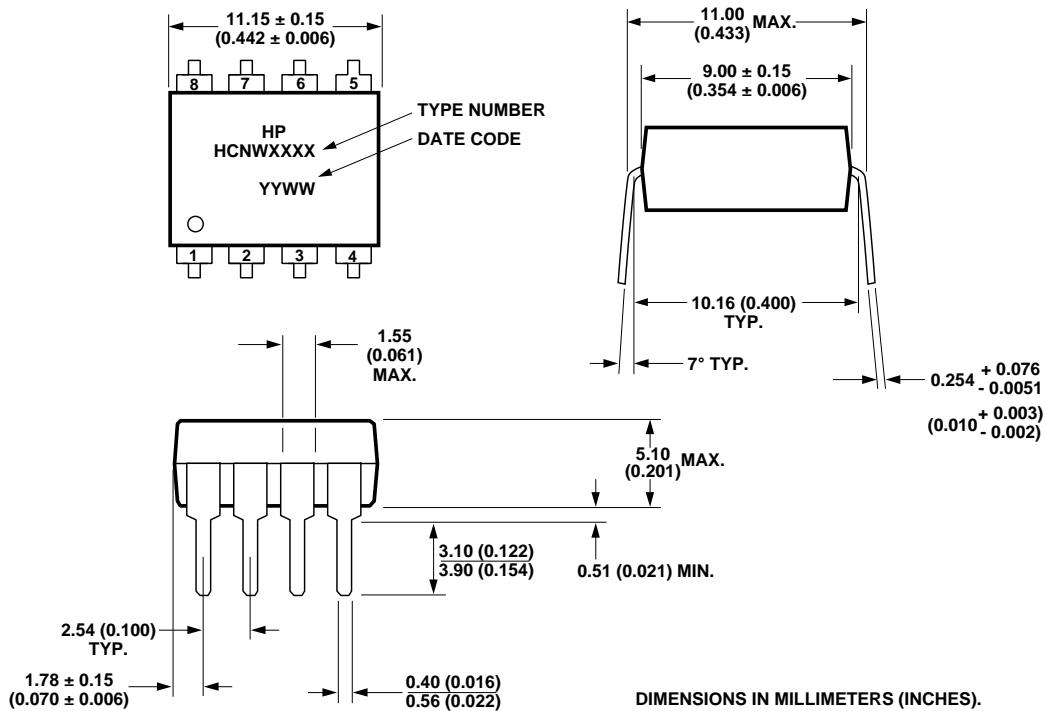 11.15 ± 0.15
(0.442 ± 0.006)
8 7 6 5
HP
HCNWXXXX
YYWW
TYPE NUMBER
DATE CODE
1 2 3 4
11.00
(0.433) MAX.
9.00 ± 0.15
(0.354 ± 0.006)
10.16 (0.400)
TYP.
7° TYP.
0.254 + 0.076
- 0.0051
(0.010 + 0.003)
- 0.002)
1.55
(0.061)
MAX.
5.10
(0.201) MAX.
3.10 (0.122)
3.90 (0.154)
0.51 (0.021) MIN.
2.54 (0.100)
TYP.
1.78 ± 0.15
(0.070 ± 0.006)
0.40 (0.016)
0.56 (0.022)
DIMENSIONS IN MILLIMETERS (INCHES).